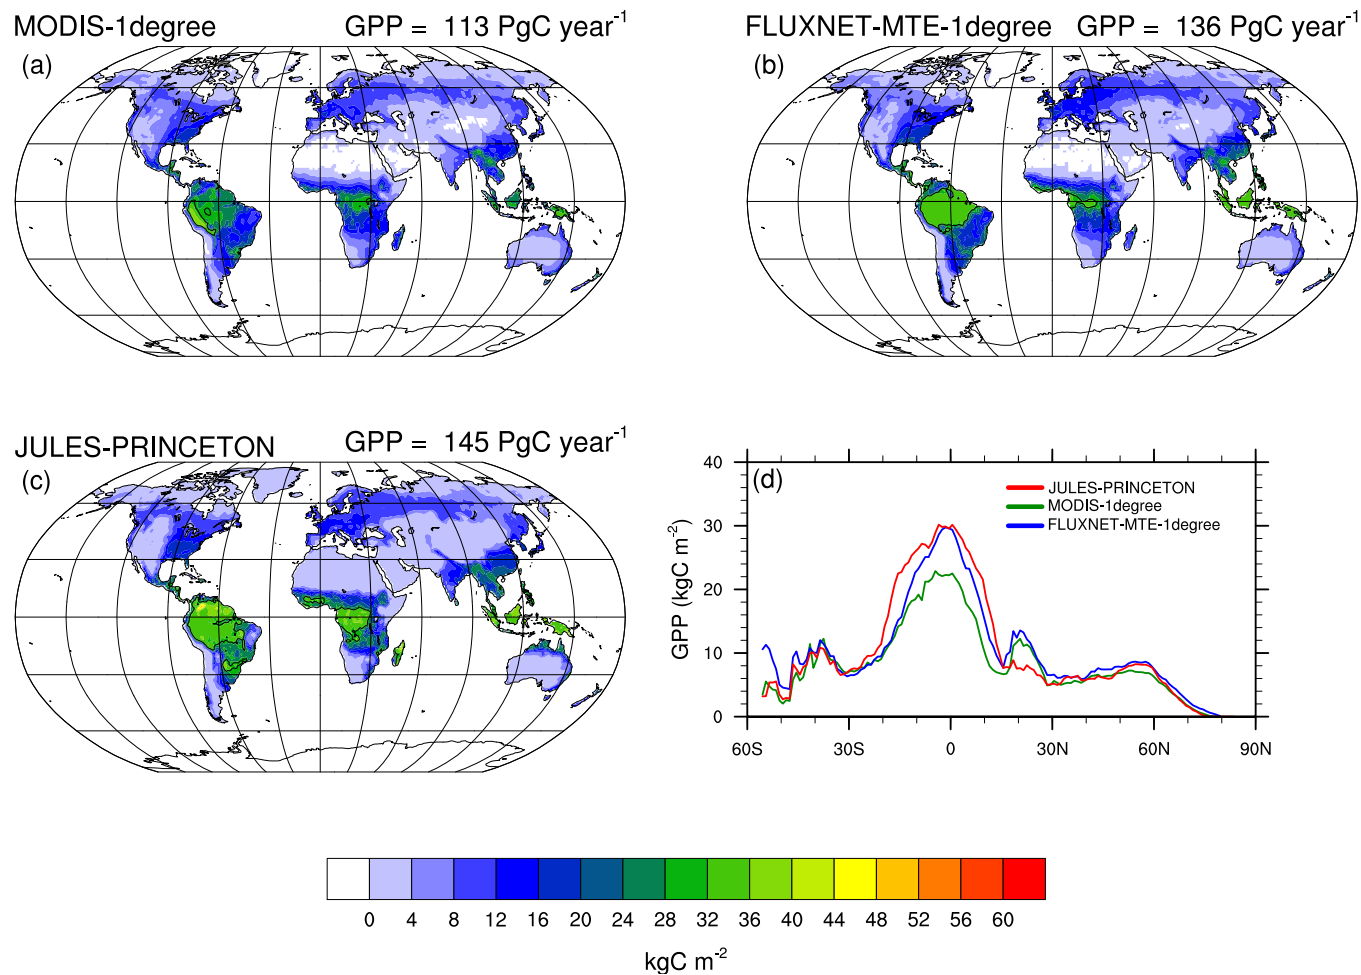 MODIS-1degree GPP = 113 PgC year-1
(a)
FLUXNET-MTE-1degree GPP = 136 PgC year-1
(b)
JULES-PRINCETON GPP = 145 PgC year-1
(c)
(d)
JULES-PRINCETON
MODIS-1degree
FLUXNET-MTE-1degree
GPP (kgC m-2)
40
30
20
10
0
60S 30S 0 30N 60N 90N
0 4 8 12 16 20 24 28 32 36 40 44 48 52 56 60
kgC m-2